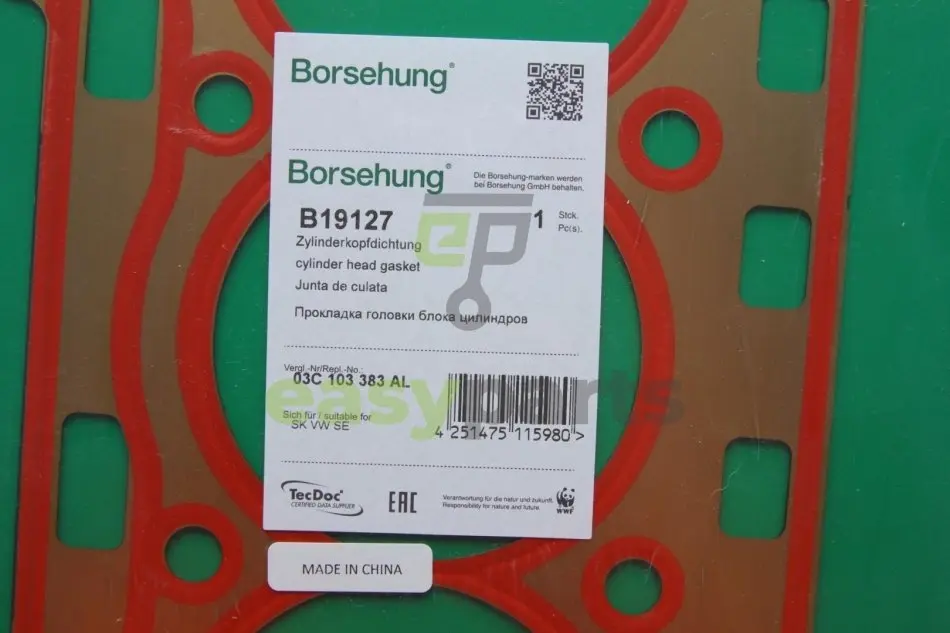 Borsehung®
Borsehung®
Die Borsehung-marken werden
bei Borsehung GmbH behalten.
B19127
1 Stck.
Pc(s).
Zylinderkopfdichtung
cylinder head gasket
Junta de culata
Прокладка головки блока цилиндров
Vergl.-Nr/Repl.-No.:
03C 103 383 AL
Sich für / suitable for
SK VW SE
4 251475 115980 >
easyparts
ep
TecDoc®
CERTIFIED DATA SUPPLIER
EAC
Verantwortung für die natur und zukunft.
Responsibility for nature and future.
WWF
MADE IN CHINA